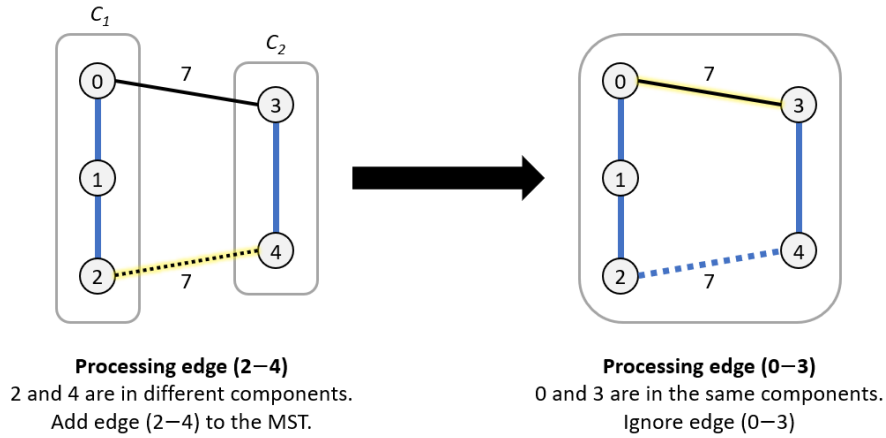 C1
C2
0
7
3
1
2
7
4
0
7
3
1
2
7
4
Processing edge (2−4)
2 and 4 are in different components.
Add edge (2−4) to the MST.
Processing edge (0−3)
0 and 3 are in the same components.
Ignore edge (0−3)